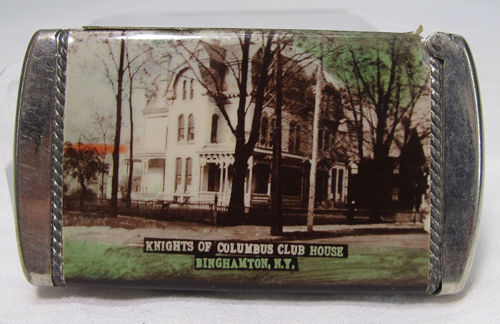 KNIGHTS OF COLUMBUS CLUB HOUSE
BINGHAMTON, N.Y,